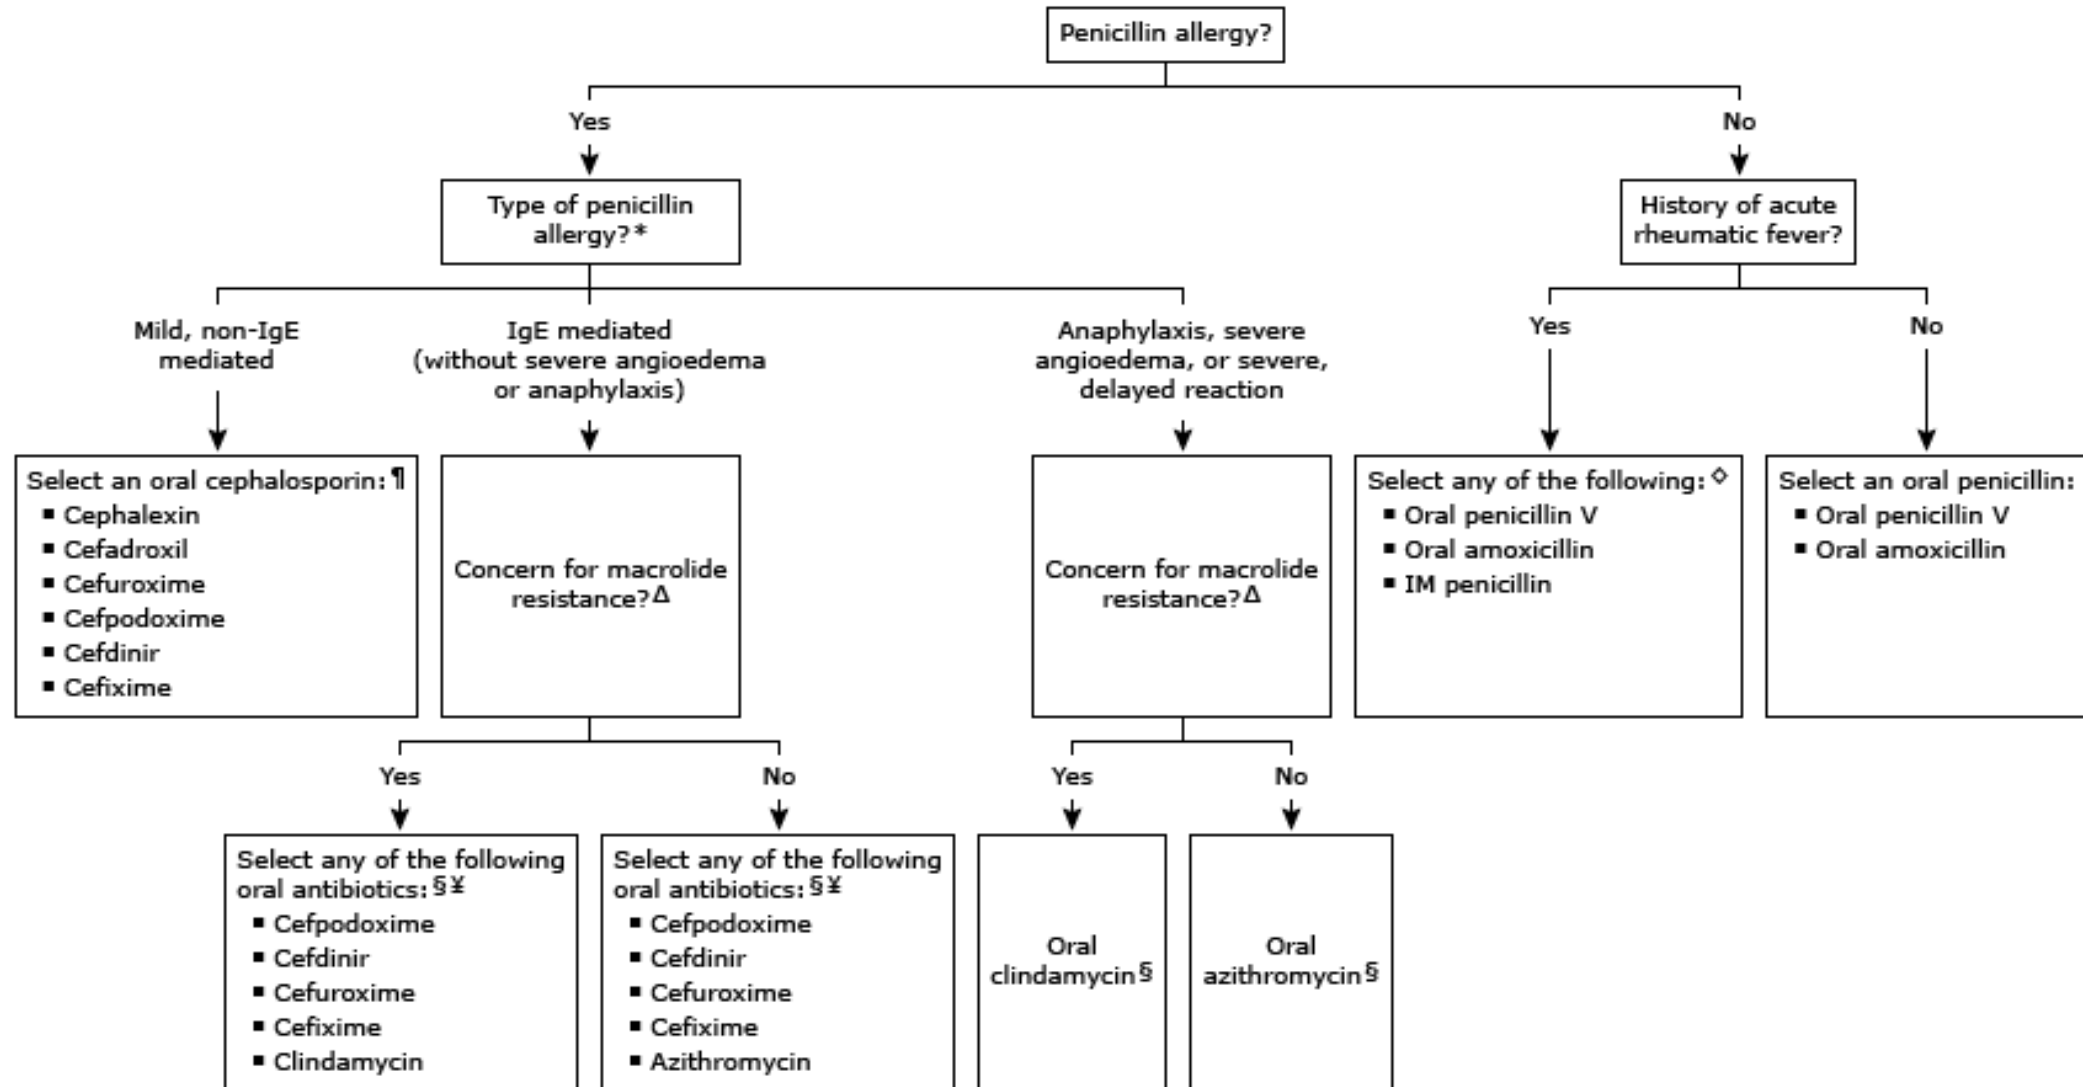 Penicillin allergy?
Yes
No
Type of penicillin
allergy?*
History of acute
rheumatic fever?
Mild, non-IgE
mediated
IgE mediated
(without severe angioedema
or anaphylaxis)
Anaphylaxis, severe
angioedema, or severe,
delayed reaction
Yes
No
Select an oral cephalosporin:¶
▪ Cephalexin
▪ Cefadroxil
▪ Cefuroxime
▪ Cefpodoxime
▪ Cefdinir
▪ Cefixime
Concern for macrolide
resistance?Δ
Concern for macrolide
resistance?Δ
Select any of the following:◇
▪ Oral penicillin V
▪ Oral amoxicillin
▪ IM penicillin
Select an oral penicillin:
▪ Oral penicillin V
▪ Oral amoxicillin
Yes
No
Yes
No
Select any of the following
oral antibiotics:§¥
▪ Cefpodoxime
▪ Cefdinir
▪ Cefuroxime
▪ Cefixime
▪ Clindamycin
Select any of the following
oral antibiotics:§¥
▪ Cefpodoxime
▪ Cefdinir
▪ Cefuroxime
▪ Cefixime
▪ Azithromycin
Oral
clindamycin§
Oral
azithromycin§